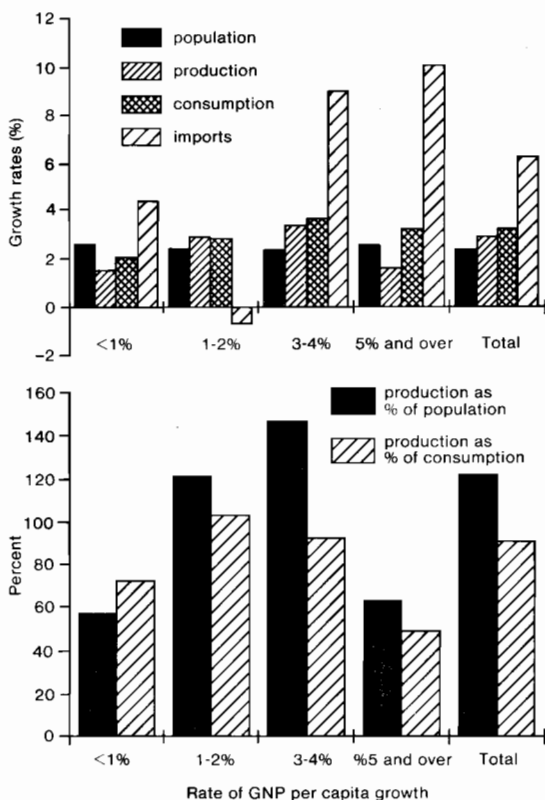 12
10
8
6
4
2
0
-2
Growth rates (%)
population
production
consumption
imports
<1%
1-2%
3-4%
5% and over
Total
160
140
120
100
80
60
40
20
0
Percent
production as
% of population
production as
% of consumption
<1%
1-2%
3-4%
%5 and over
Total
Rate of GNP per capita growth